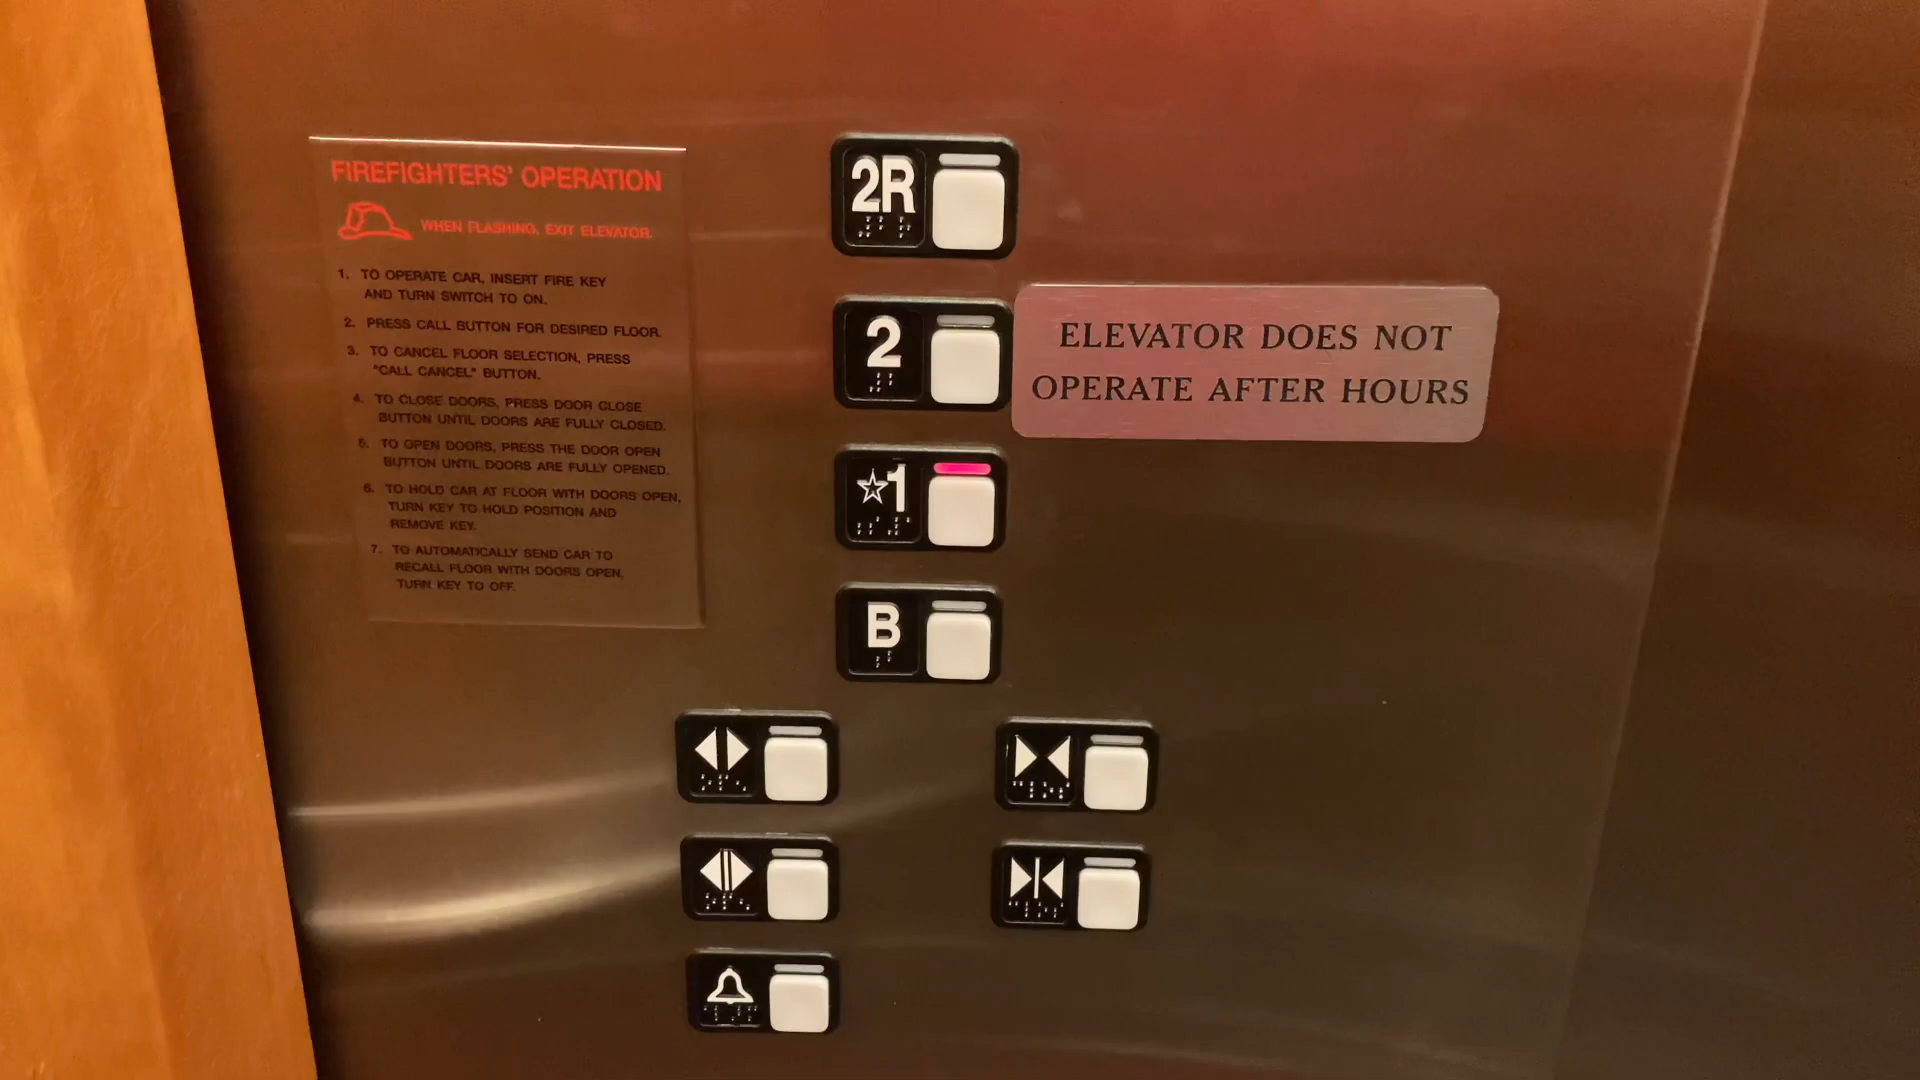 FIREFIGHTERS' OPERATION
WHEN FLASHING, EXIT ELEVATOR.
1. TO OPERATE CAR, INSERT FIRE KEY
AND TURN SWITCH TO ON.
2. PRESS CALL BUTTON FOR DESIRED FLOOR.
3. TO CANCEL FLOOR SELECTION, PRESS
"CALL CANCEL" BUTTON.
4. TO CLOSE DOORS, PRESS DOOR CLOSE
BUTTON UNTIL DOORS ARE FULLY CLOSED.
5. TO OPEN DOORS, PRESS THE DOOR OPEN
BUTTON UNTIL DOORS ARE FULLY OPENED.
6. TO HOLD CAR AT FLOOR WITH DOORS OPEN,
TURN KEY TO HOLD POSITION AND
REMOVE KEY.
7. TO AUTOMATICALLY SEND CAR TO
RECALL FLOOR WITH DOORS OPEN,
TURN KEY TO OFF.
2R
2
ELEVATOR DOES NOT
OPERATE AFTER HOURS
☆1
B